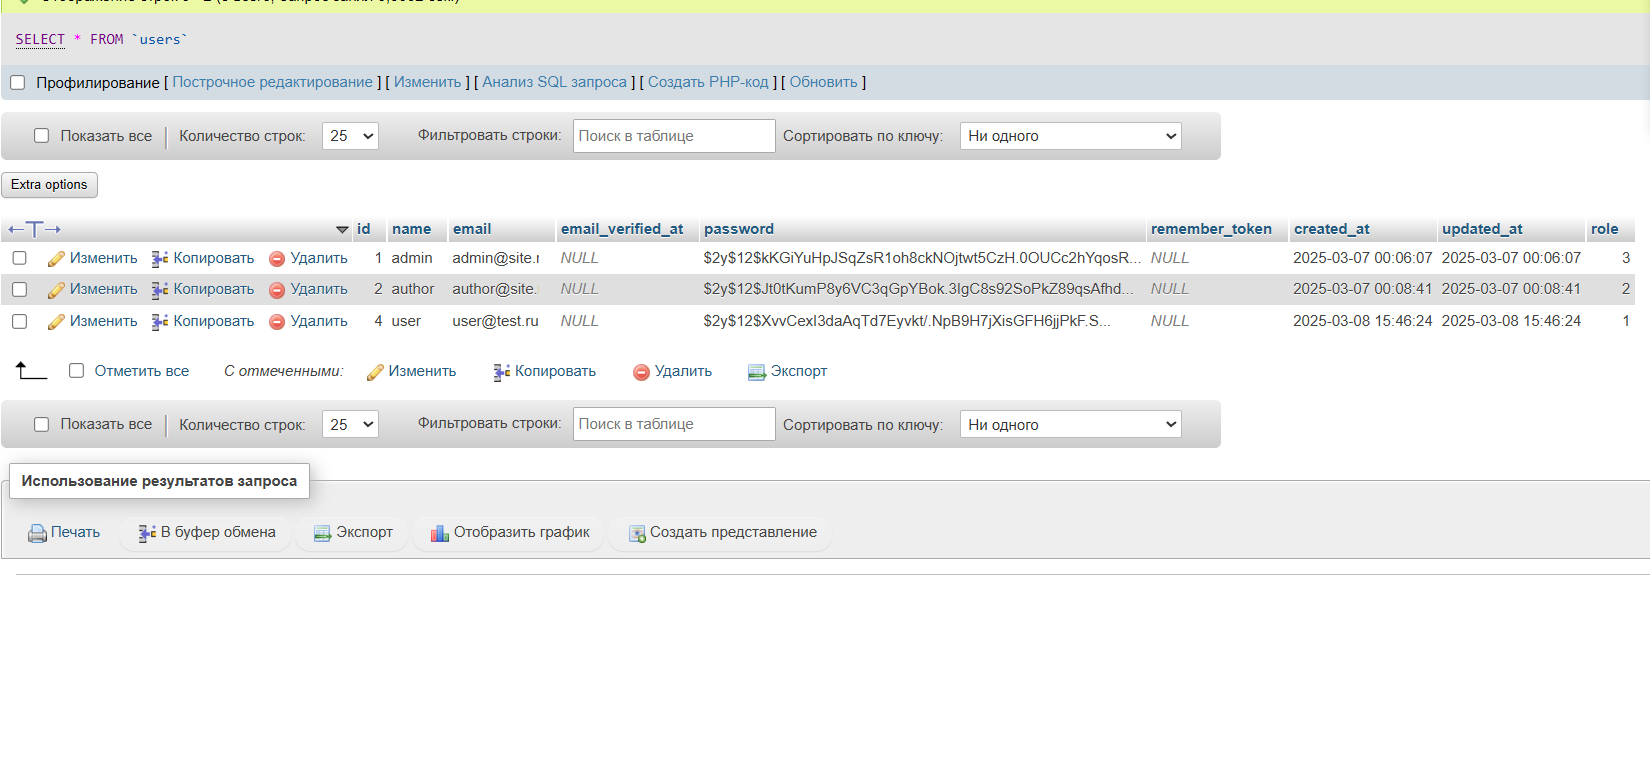 SELECT * FROM `users`
Профилирование [ Построчное редактирование ] [ Изменить ] [ Анализ SQL запроса ] [ Создать PHP-код ] [ Обновить ]
Показать все Количество строк: 25 Фильтровать строки: Поиск в таблице Сортировать по ключу: Ни одного
Extra options
←T→ id name email email_verified_at password remember_token created_at updated_at role
Изменить Копировать Удалить 1 admin admin@site.r NULL $2y$12$kKGiYuHpJSqZsR1oh8ckNOjtwt5CzH.0OUCc2hYqosR... NULL 2025-03-07 00:06:07 2025-03-07 00:06:07 3
Изменить Копировать Удалить 2 author author@site. NULL $2y$12$Jt0tKumP8y6VC3qGpYBok.3lgC8s92SoPkZ89qsAfhd... NULL 2025-03-07 00:08:41 2025-03-07 00:08:41 2
Изменить Копировать Удалить 4 user user@test.ru NULL $2y$12$XvvCexI3daAqTd7Eyvkt/.NpB9H7jXisGFH6jjPkF.S... NULL 2025-03-08 15:46:24 2025-03-08 15:46:24 1
Отметить все С отмеченными: Изменить Копировать Удалить Экспорт
Показать все Количество строк: 25 Фильтровать строки: Поиск в таблице Сортировать по ключу: Ни одного
Использование результатов запроса
Печать В буфер обмена Экспорт Отобразить график Создать представление